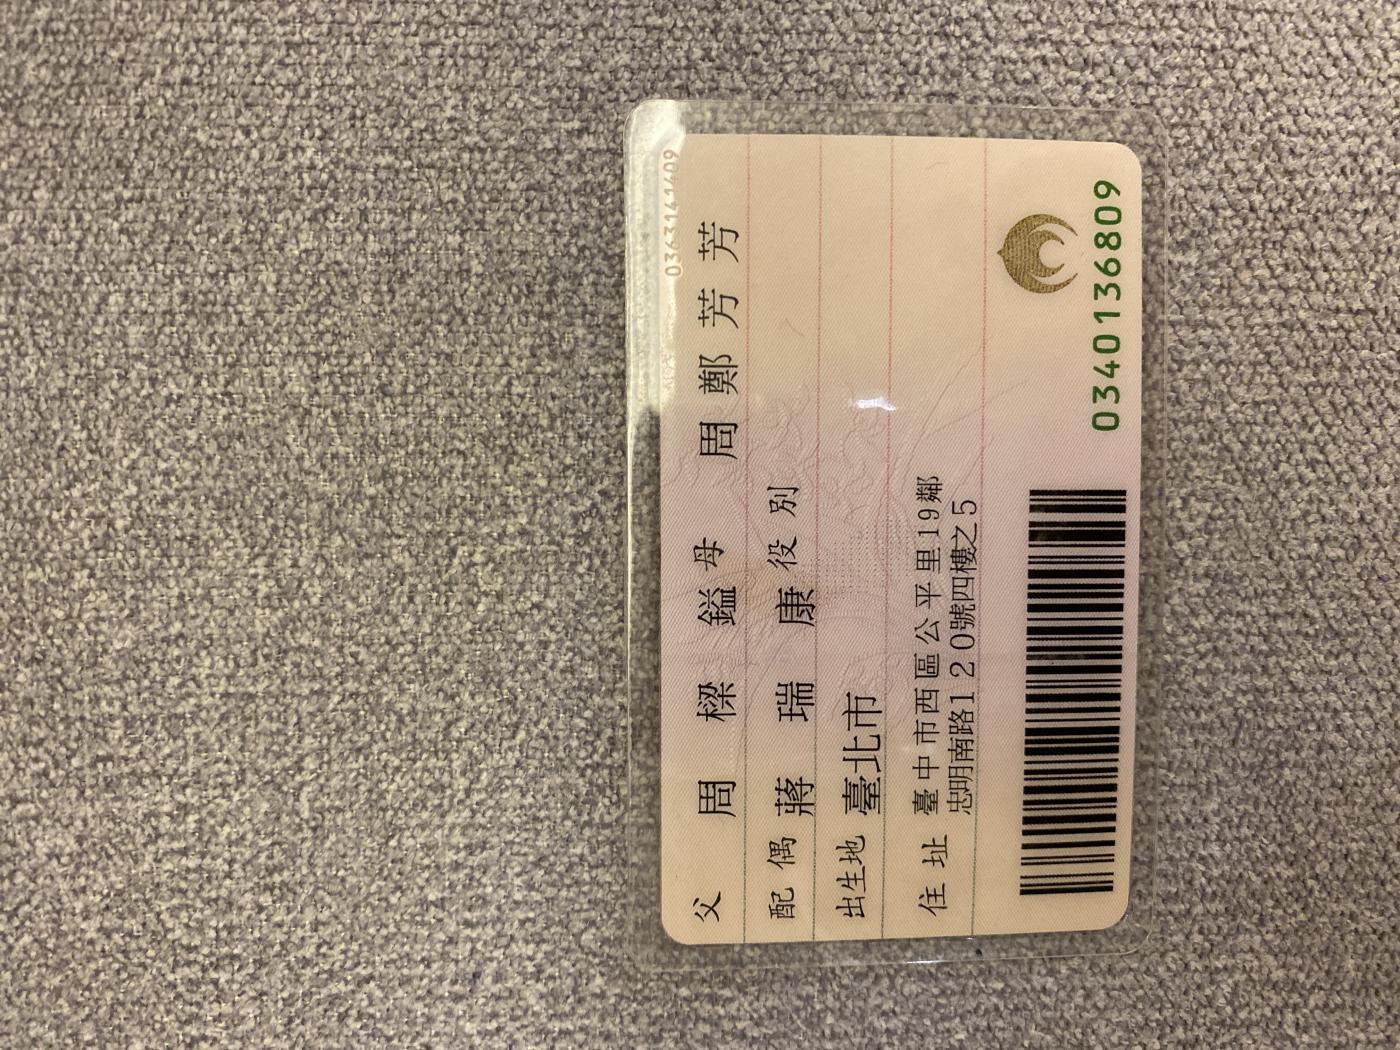 0363141409
父 周樑鎰 母 周鄭芳芳
配偶 蔣瑞康 役別
出生地 臺北市
住址 臺中市西區公平里19鄰
忠明南路120號四樓之5
0340136809